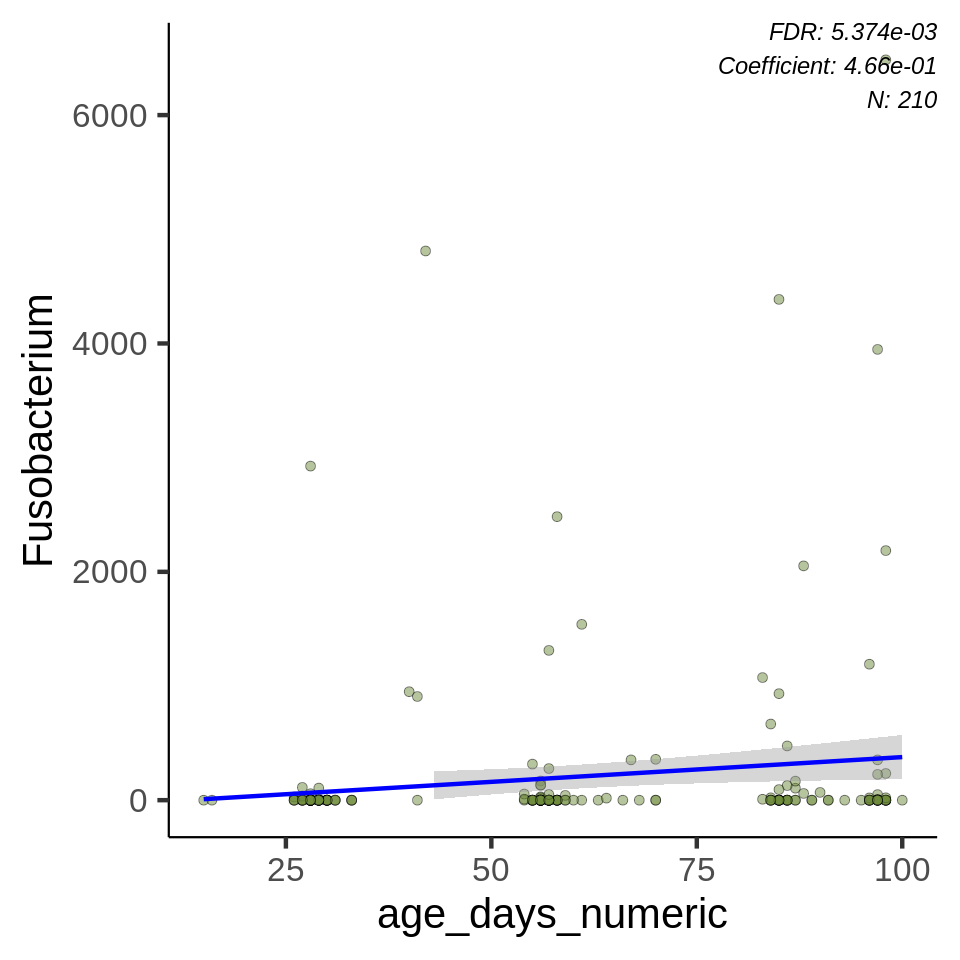 FDR: 5.374e-03
Coefficient: 4.66e-01
N: 210
Fusobacterium
6000
4000
2000
0
25 50 75 100
age_days_numeric